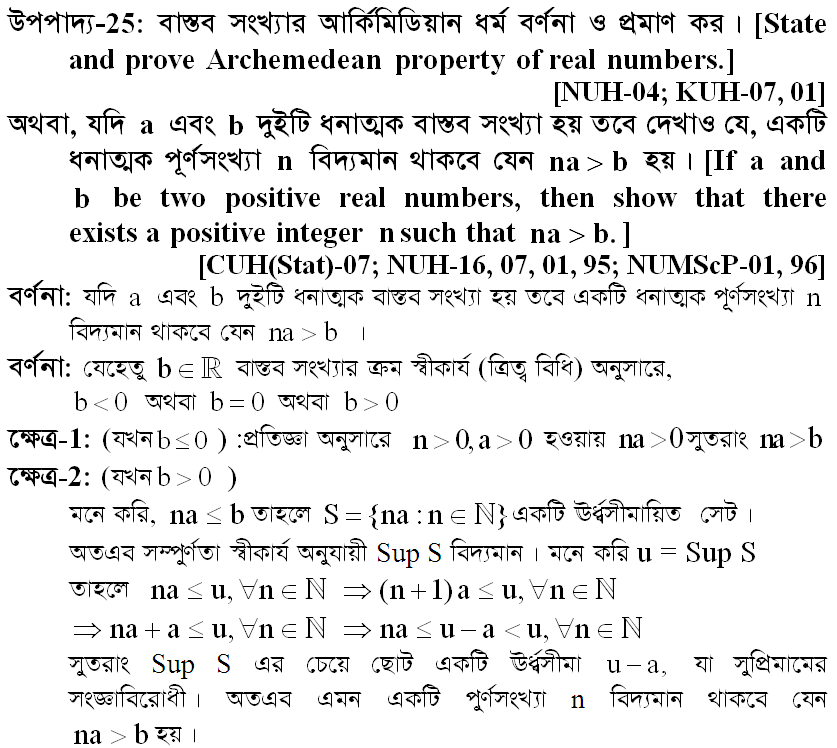 উপপাদ্য-25: বাস্তব সংখ্যার আর্কিমিডিয়ান ধর্ম বর্ণনা ও প্রমাণ কর। [State
and prove Archemedean property of real numbers.]
[NUH-04; KUH-07, 01]
অথবা, যদি a এবং b দুইটি ধনাত্মক বাস্তব সংখ্যা হয় তবে দেখাও যে, একটি
ধনাত্মক পূর্ণসংখ্যা n বিদ্যমান থাকবে যেন na > b হয়। [If a and
b be two positive real numbers, then show that there
exists a positive integer n such that na > b. ]
[CUH(Stat)-07; NUH-16, 07, 01, 95; NUMScP-01, 96]
বর্ণনা: যদি a এবং b দুইটি ধনাত্মক বাস্তব সংখ্যা হয় তবে একটি ধনাত্মক পূর্ণসংখ্যা n
বিদ্যমান থাকবে যেন na > b ।
বর্ণনা: যেহেতু b ∈ ℝ বাস্তব সংখ্যার ক্রম স্বীকার্য (ত্রিত্ব বিধি) অনুসারে,
b < 0 অথবা b = 0 অথবা b > 0
ক্ষেত্র-1: (যখন b ≤ 0 ) :প্রতিজ্ঞা অনুসারে n > 0, a > 0 হওয়ায় na > 0 সুতরাং na > b
ক্ষেত্র-2: (যখন b > 0 )
মনে করি, na ≤ b তাহলে S = {na : n ∈ ℕ} একটি ঊর্ধ্বসীমায়িত সেট।
অতএব সম্পুর্ণতা স্বীকার্য অনুযায়ী Sup S বিদ্যমান। মনে করি u = Sup S
তাহলে na ≤ u, ∀n ∈ ℕ ⇒ (n + 1) a ≤ u, ∀n ∈ ℕ
⇒ na + a ≤ u, ∀n ∈ ℕ ⇒ na ≤ u − a < u, ∀n ∈ ℕ
সুতরাং Sup S এর চেয়ে ছোট একটি ঊর্ধ্বসীমা u − a, যা সুপ্রিমামের
সংজ্ঞাবিরোধী। অতএব এমন একটি পুর্ণসংখ্যা n বিদ্যমান থাকবে যেন
na > b হয়।